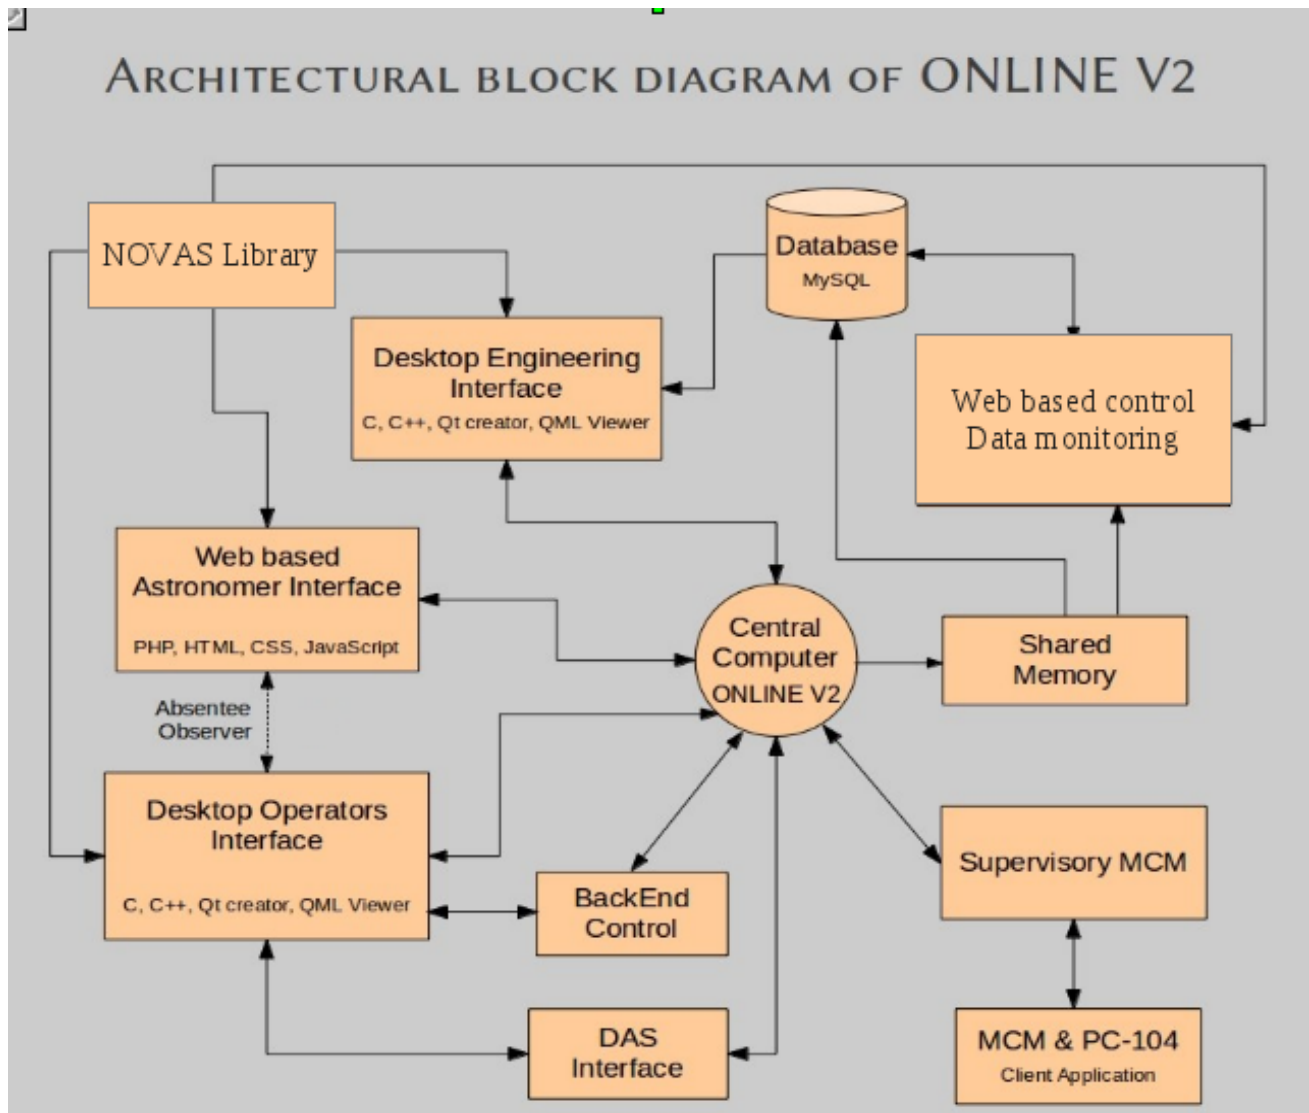 ARCHITECTURAL BLOCK DIAGRAM OF ONLINE V2
NOVAS Library
Database
MySQL
Desktop Engineering
Interface
C, C++, Qt creator, QML Viewer
Web based control
Data monitoring
Web based
Astronomer Interface
PHP, HTML, CSS, JavaScript
Central
Computer
ONLINE V2
Shared
Memory
Absentee
Observer
Desktop Operators
Interface
C, C++, Qt creator, QML Viewer
BackEnd
Control
Supervisory MCM
DAS
Interface
MCM & PC-104
Client Application